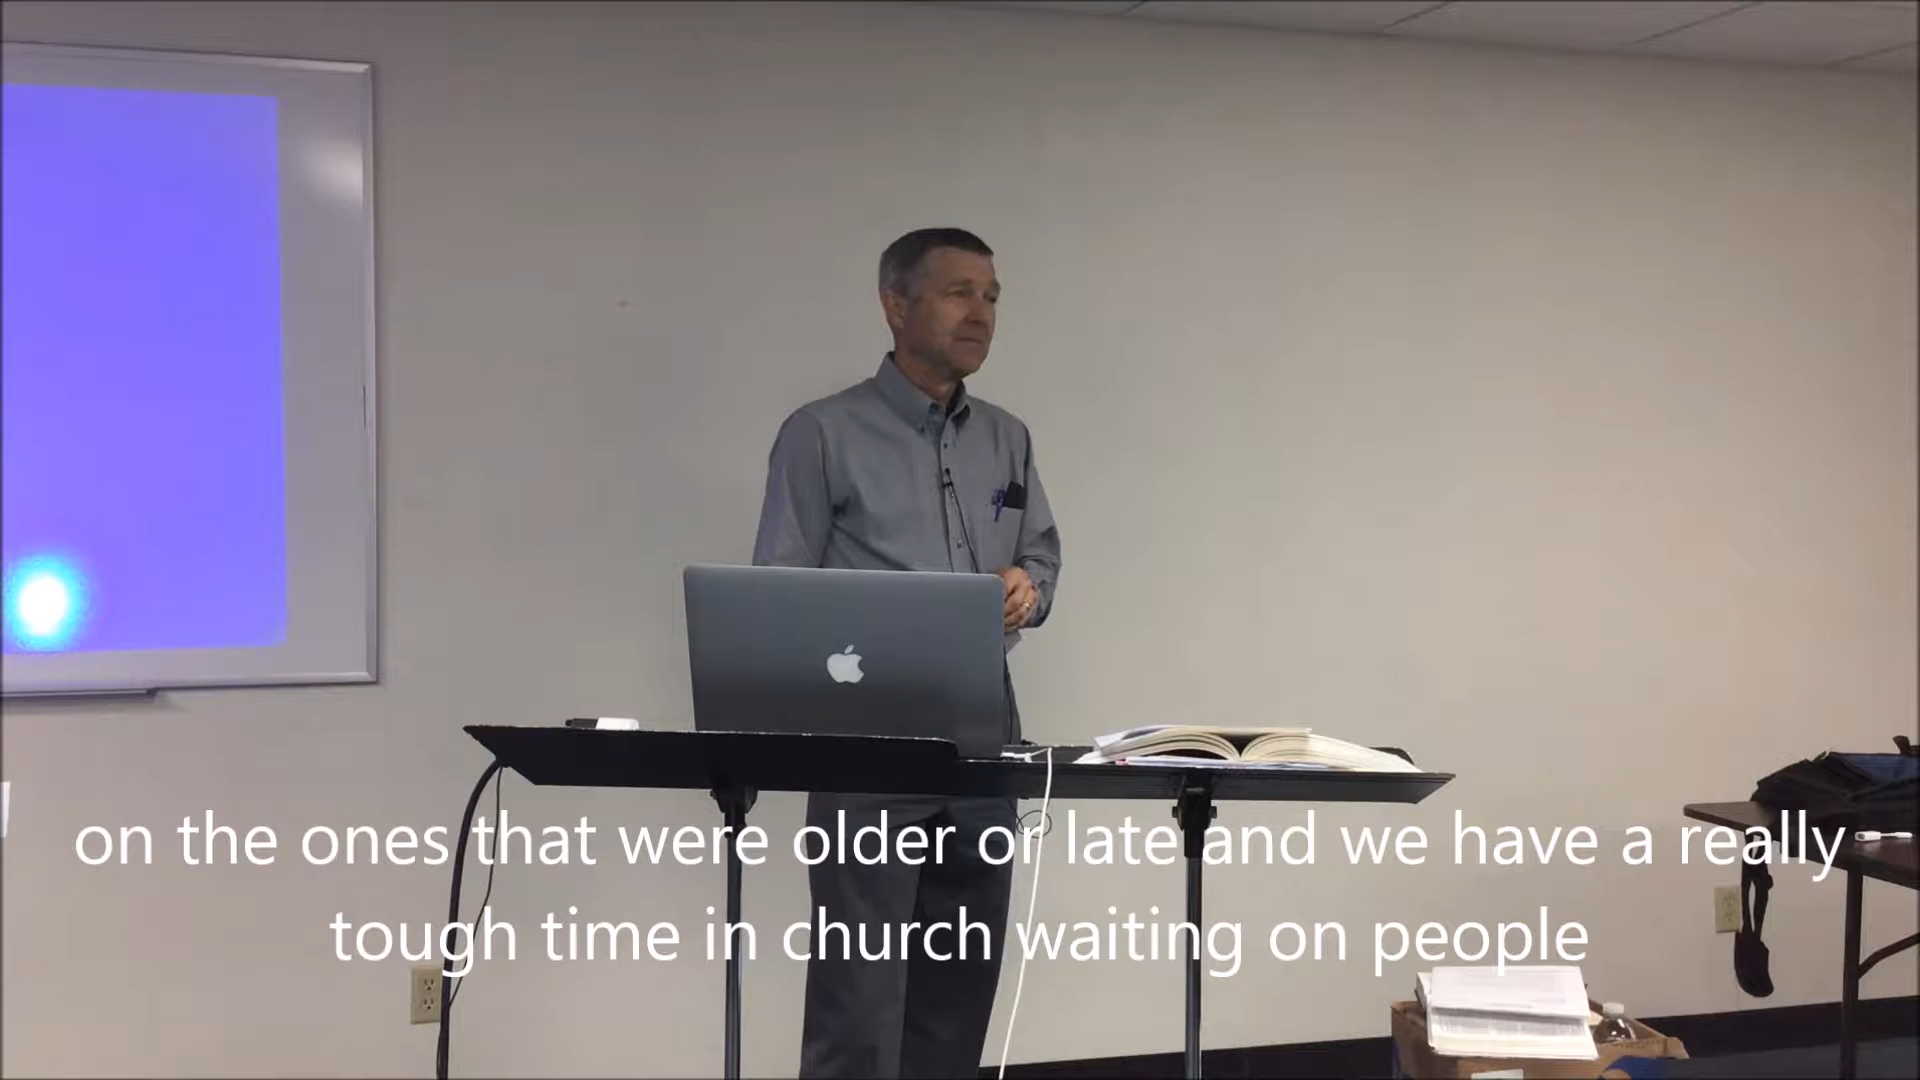 on the ones that were older or late and we have a really
tough time in church waiting on people